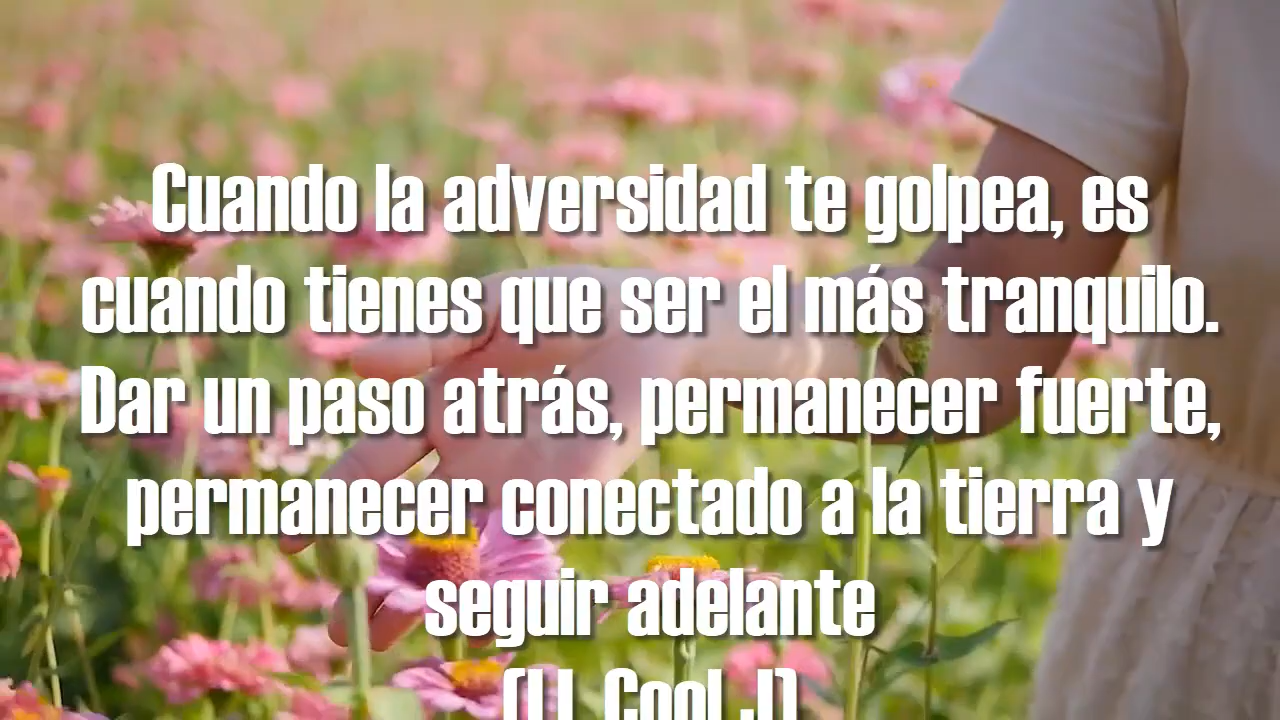 Cuando la adversidad te golpea, es
cuando tienes que ser el más tranquilo.
Dar un paso atrás, permanecer fuerte,
permanecer conectado a la tierra y
seguir adelante
(LL Cool J)